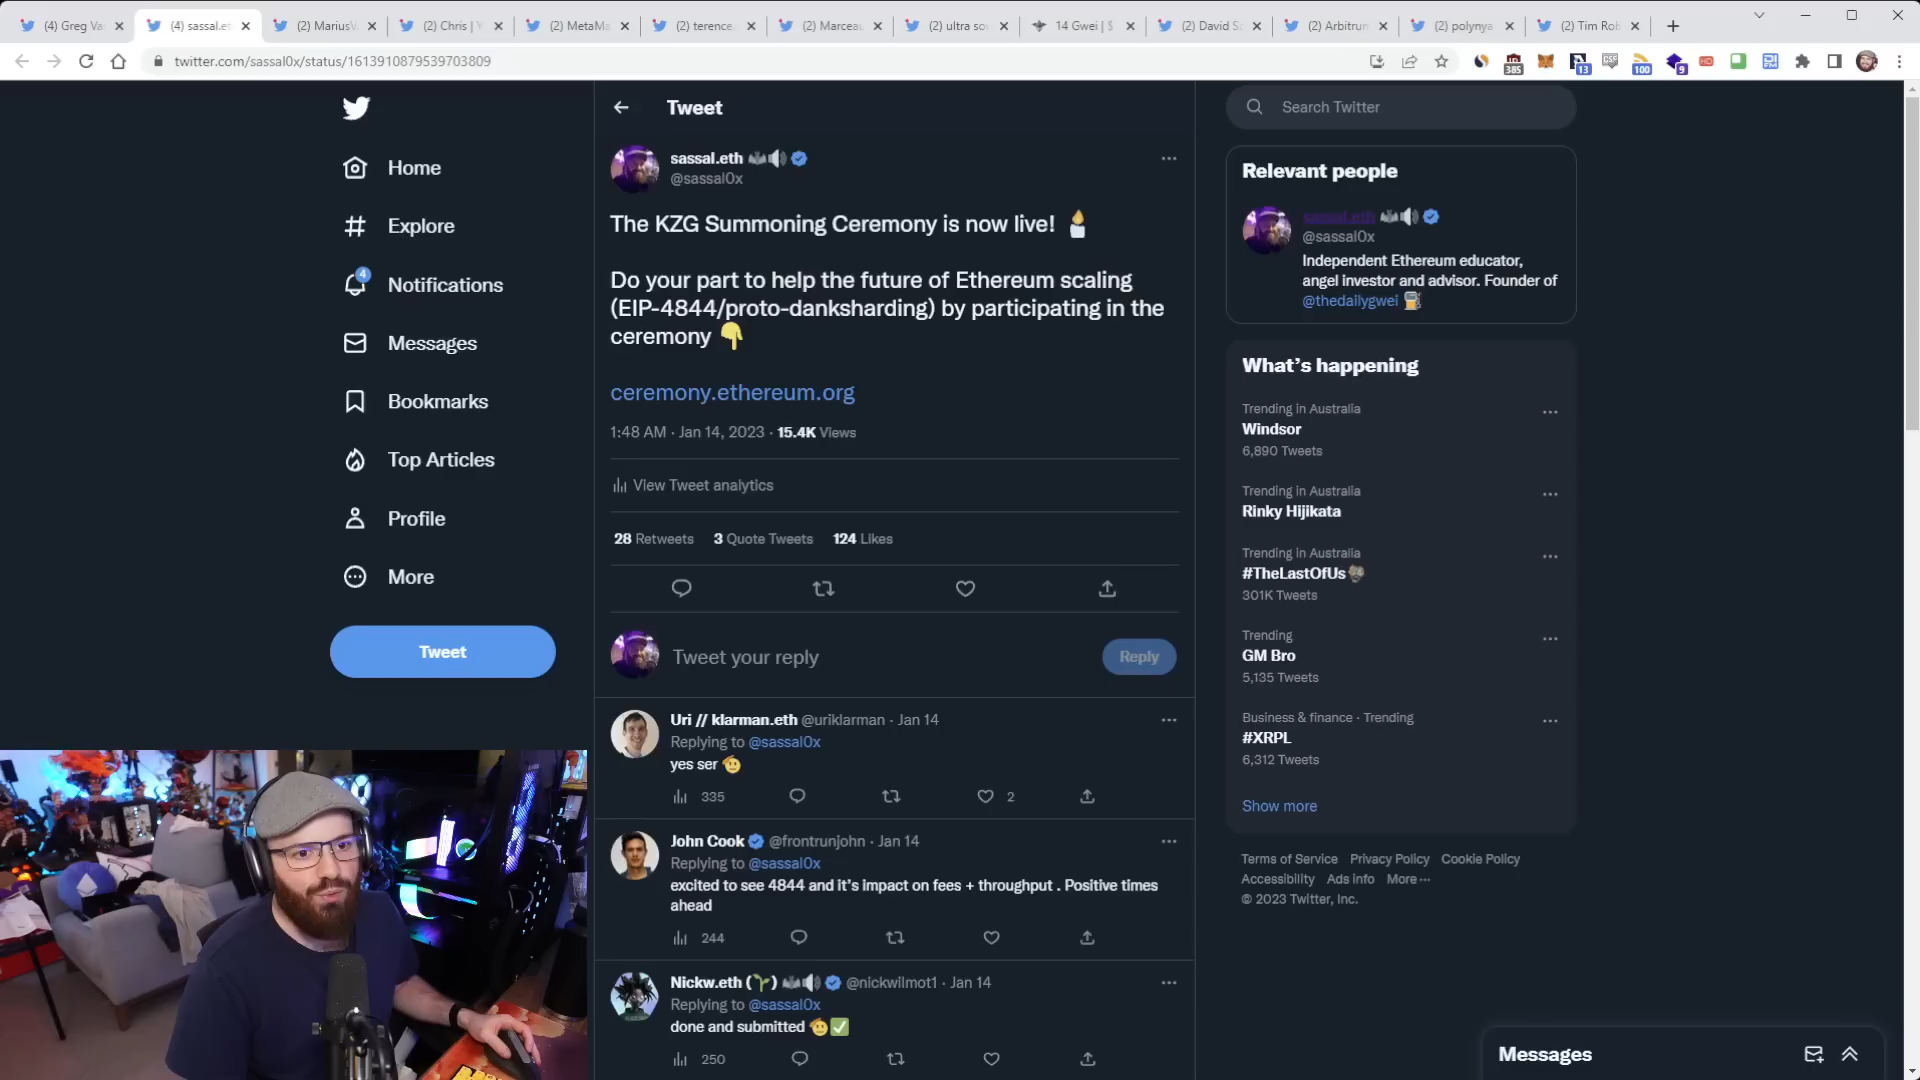 (4) Greg Va
(4) sassal.et
(2) MariusV
(2) Chris | Y
(2) MetaMa
(2) terence.
(2) Marceau
(2) ultra so
14 Gwei | $
(2) David Sc
(2) Arbitrum
(2) polynya
(2) Tim Rob
twitter.com/sassal0x/status/1613910879539703809
385
13
100
9
Home
Explore
4
Notifications
Messages
Bookmarks
Top Articles
Profile
More
Tweet
Tweet
sassal.eth
@sassal0x
The KZG Summoning Ceremony is now live!
Do your part to help the future of Ethereum scaling
(EIP-4844/proto-danksharding) by participating in the
ceremony
ceremony.ethereum.org
1:48 AM · Jan 14, 2023 · 15.4K Views
View Tweet analytics
28 Retweets 3 Quote Tweets 124 Likes
Tweet your reply
Reply
Uri // klarman.eth @uriklarman · Jan 14
Replying to @sassal0x
yes ser
335
2
John Cook @frontrunjohn · Jan 14
Replying to @sassal0x
excited to see 4844 and it's impact on fees + throughput . Positive times
ahead
244
Nickw.eth ( ) @nickwilmot1 · Jan 14
Replying to @sassal0x
done and submitted
250
Search Twitter
Relevant people
sassal.eth
@sassal0x
Independent Ethereum educator,
angel investor and advisor. Founder of
@thedailygwei
What's happening
Trending in Australia
Windsor
6,890 Tweets
Trending in Australia
Rinky Hijikata
Trending in Australia
#TheLastOfUs
301K Tweets
Trending
GM Bro
5,135 Tweets
Business & finance · Trending
#XRPL
6,312 Tweets
Show more
Terms of Service Privacy Policy Cookie Policy
Accessibility Ads info More
© 2023 Twitter, Inc.
Messages